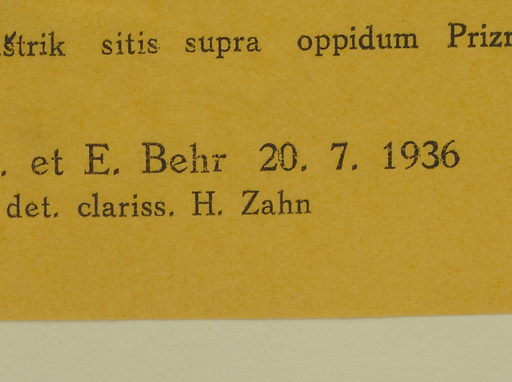 štrik sitis supra oppidum Prizr
. et E. Behr 20. 7. 1936
det. clariss. H. Zahn